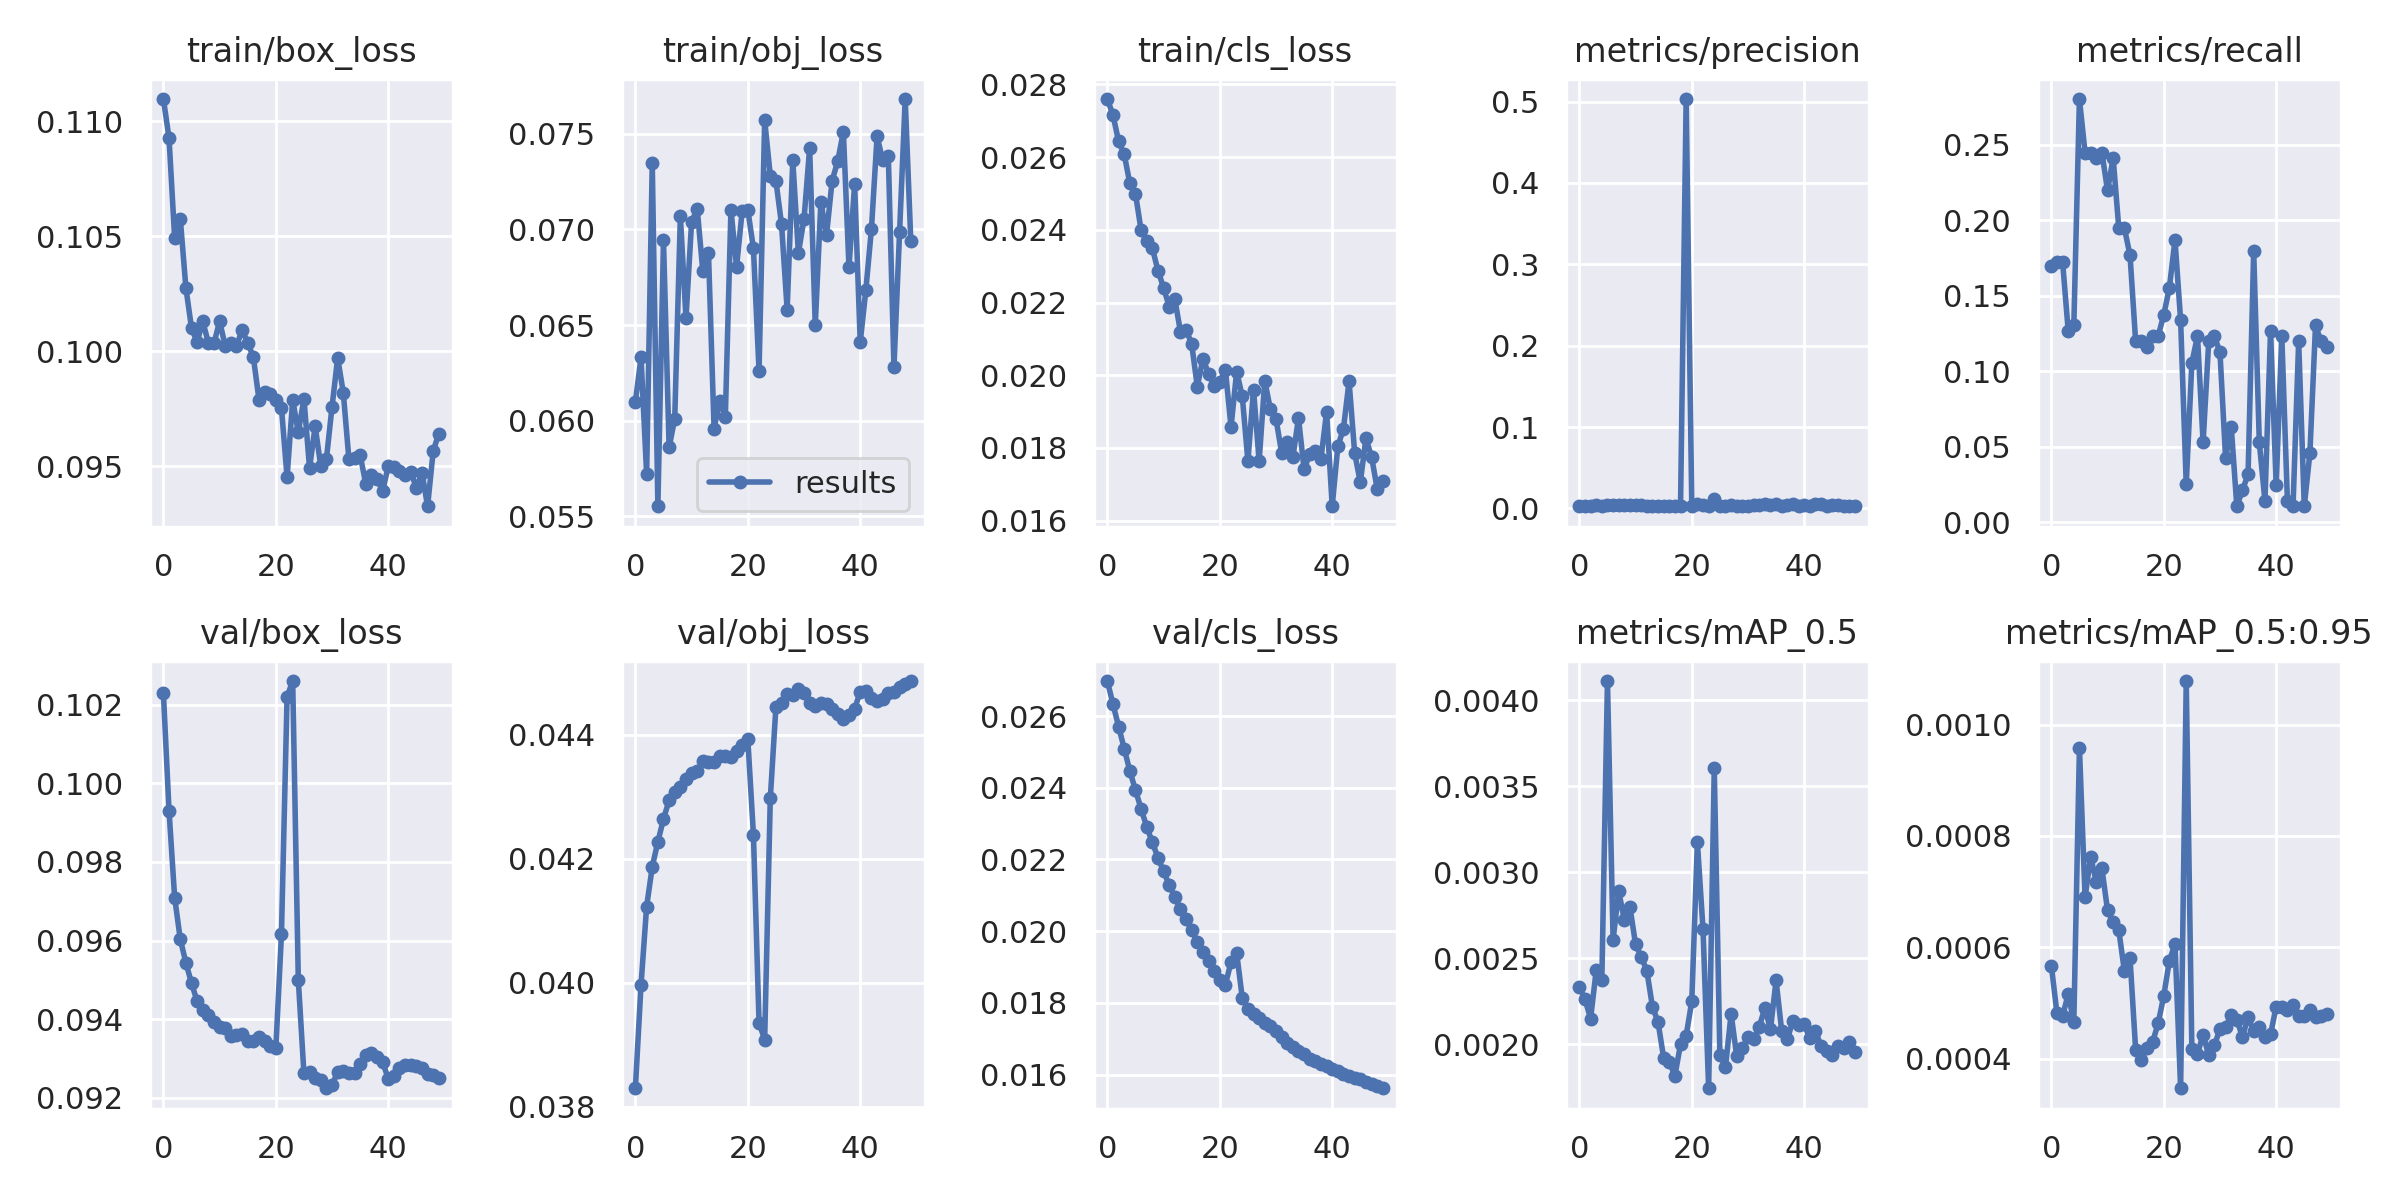 train/box_loss
0.110
0.105
0.100
0.095
0 20 40
train/obj_loss
0.075
0.070
0.065
0.060
0.055
results
0 20 40
train/cls_loss
0.028
0.026
0.024
0.022
0.020
0.018
0.016
0 20 40
metrics/precision
0.5
0.4
0.3
0.2
0.1
0.0
0 20 40
metrics/recall
0.25
0.20
0.15
0.10
0.05
0.00
0 20 40
val/box_loss
0.102
0.100
0.098
0.096
0.094
0.092
0 20 40
val/obj_loss
0.044
0.042
0.040
0.038
0 20 40
val/cls_loss
0.026
0.024
0.022
0.020
0.018
0.016
0 20 40
metrics/mAP_0.5
0.0040
0.0035
0.0030
0.0025
0.0020
0 20 40
metrics/mAP_0.5:0.95
0.0010
0.0008
0.0006
0.0004
0 20 40